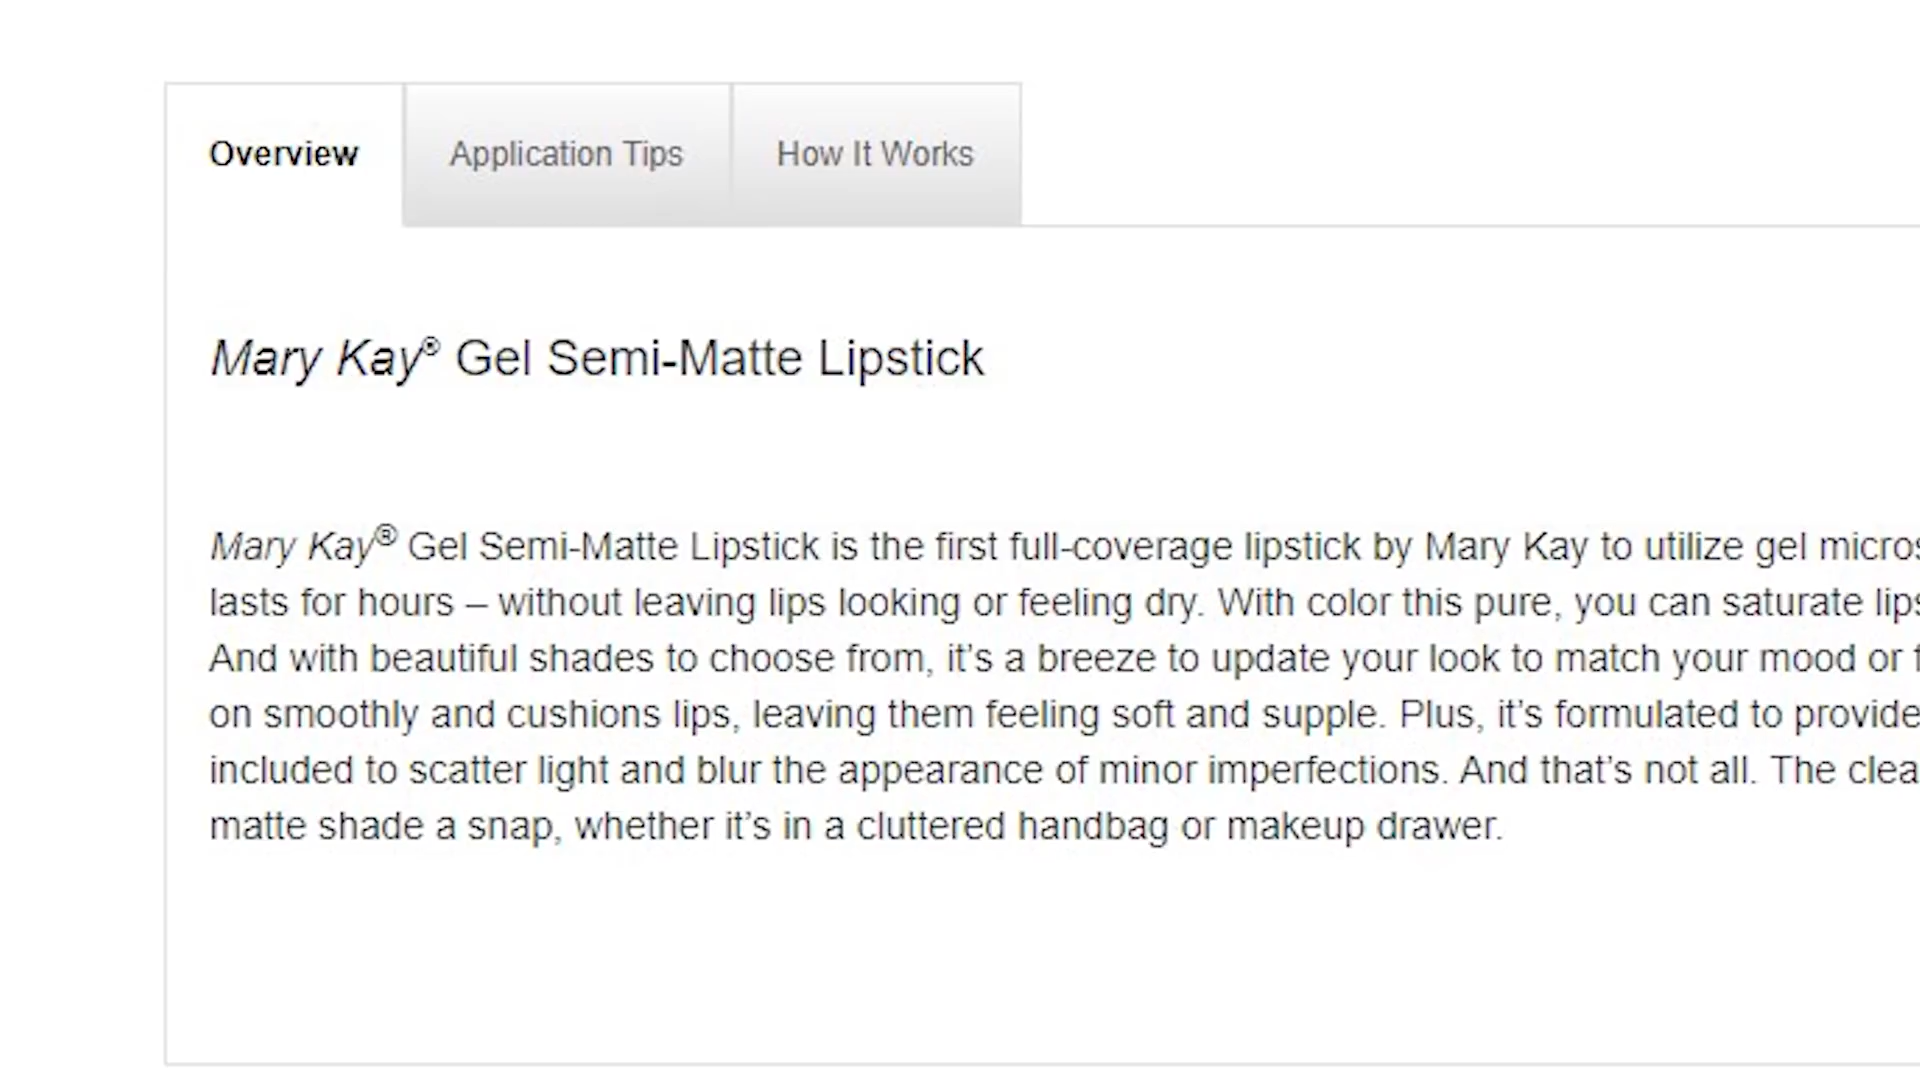 Overview Application Tips How It Works
Mary Kay® Gel Semi-Matte Lipstick
Mary Kay® Gel Semi-Matte Lipstick is the first full-coverage lipstick by Mary Kay to utilize gel
lasts for hours – without leaving lips looking or feeling dry. With color this pure, you can saturate
And with beautiful shades to choose from, it’s a breeze to update your look to match your mood or
on smoothly and cushions lips, leaving them feeling soft and supple. Plus, it’s formulated to provide
included to scatter light and blur the appearance of minor imperfections. And that’s not all. The
matte shade a snap, whether it’s in a cluttered handbag or makeup drawer.